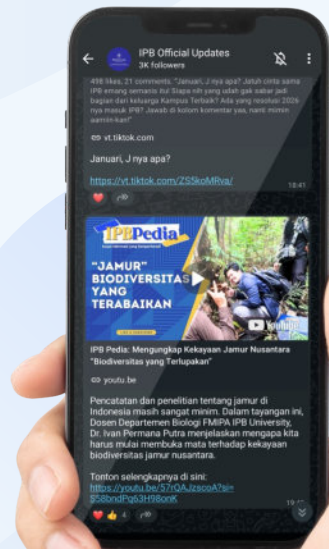 IPB Official Updates
3K followers
498 likes, 21 comments. "Januari, J nya apa? Jatuh cinta sama
IPB emang semanis itu! Siapa nih yang udah gak sabar jadi
bagian dari keluarga Kampus Terbaik? Ada yang resolusi 2026
nya masuk IPB? Jawab di kolom komentar yaa, nanti mimin
aamiin-kan!"
vt.tiktok.com
Januari, J nya apa?
https://vt.tiktok.com/ZS5koMRva/
18:41
IPBPedia
"JAMUR"
BIODIVERSITAS
YANG
TERABAIKAN
YouTube
IPB Pedia: Mengungkap Kekayaan Jamur Nusantara
"Biodiversitas yang Terlupakan"
youtu.be
Pencatatan dan penelitian tentang jamur di
Indonesia masih sangat minim. Dalam tayangan ini,
Dosen Departemen Biologi FMIPA IPB University,
Dr. Ivan Permana Putra menjelaskan mengapa kita
harus mulai membuka mata terhadap kekayaan
biodiversitas jamur nusantara.
Tonton selengkapnya di sini:
https://youtu.be/57rQAJzscoA?si=
S58bndPg63H98onK
4